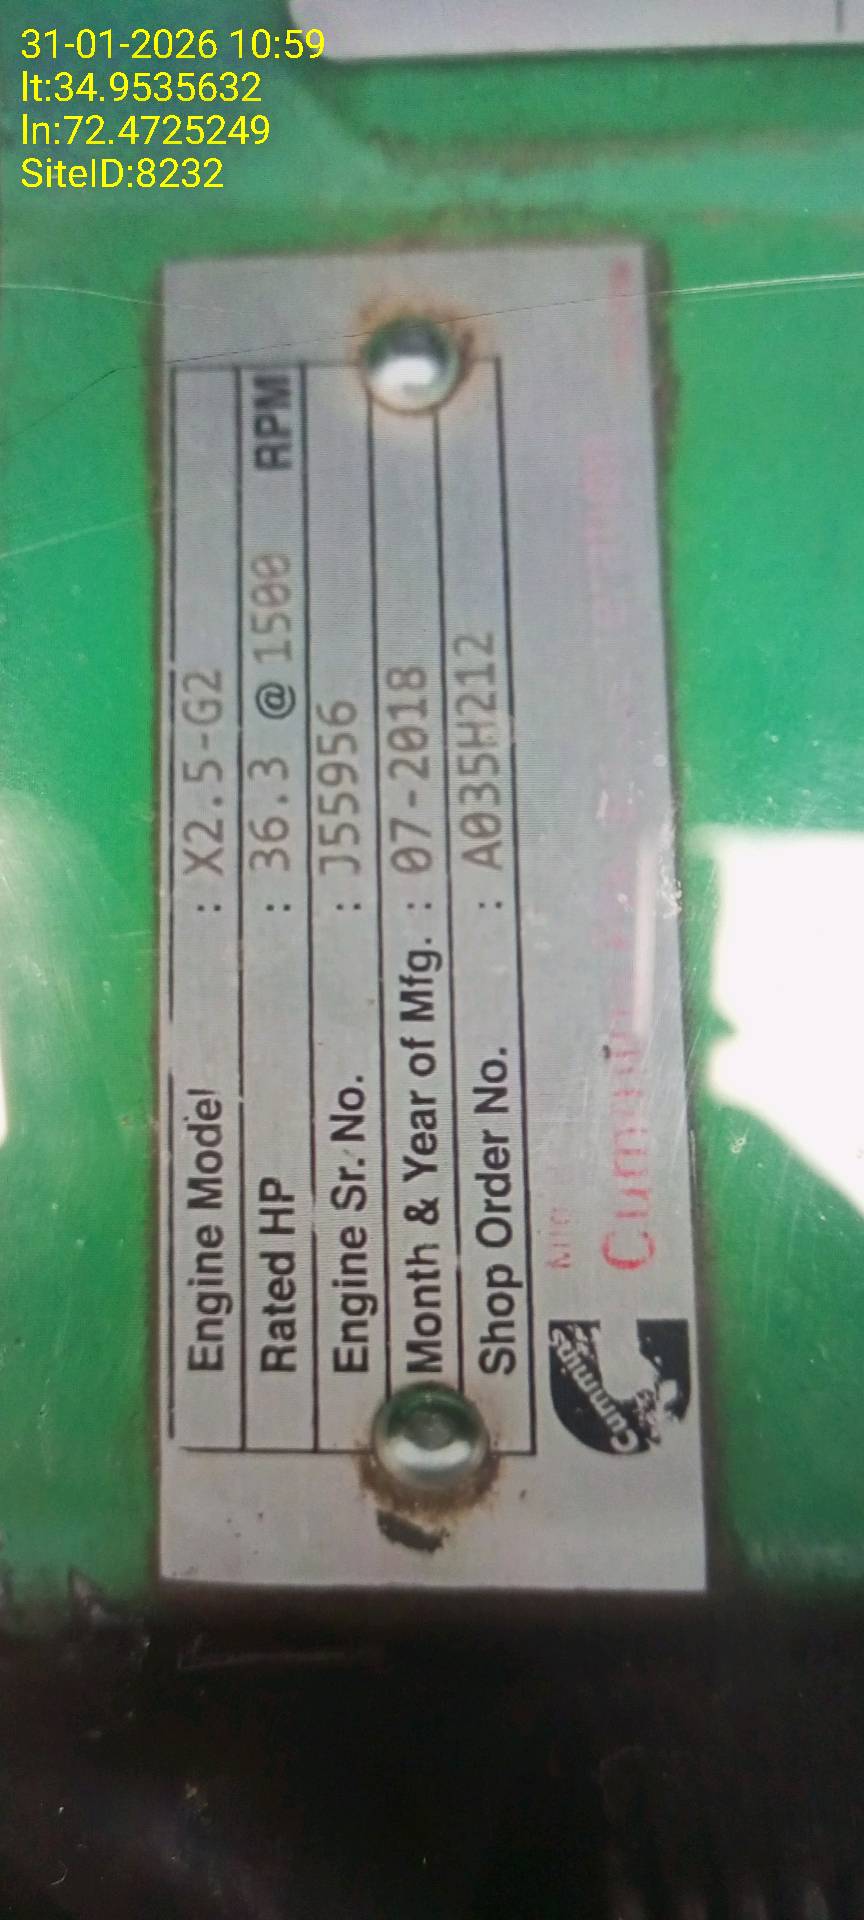 31-01-2026 10:59
lt:34.9535632
ln:72.4725249
SiteID:8232
Engine Model : X2.5-G2
Rated HP : 36.3 @ 1500 RPM
Engine Sr. No. : J55956
Month & Year of Mfg. : 07-2018
Shop Order No. : A035H212
Cummins
Cummins